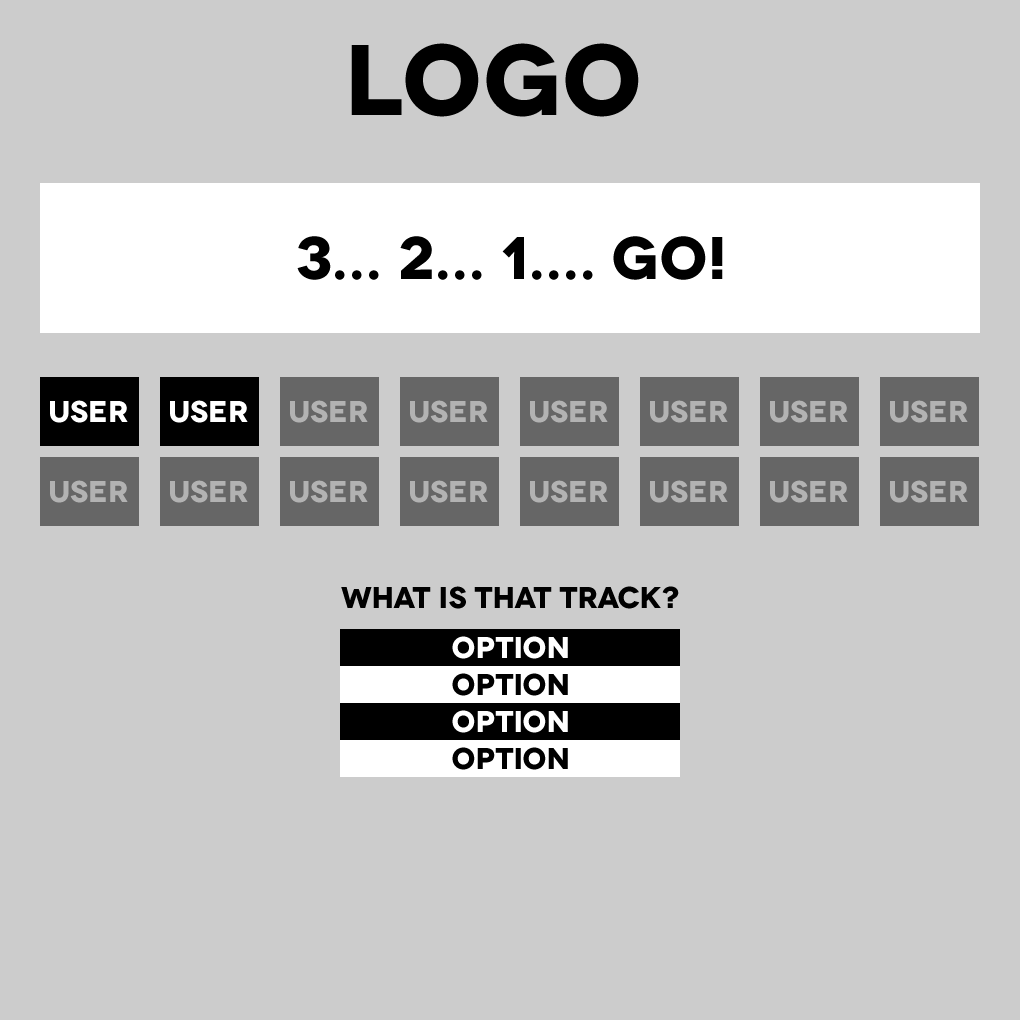 LOGO
3... 2... 1.... GO!
USER USER USER USER USER USER USER USER
USER USER USER USER USER USER USER USER
WHAT IS THAT TRACK?
OPTION
OPTION
OPTION
OPTION